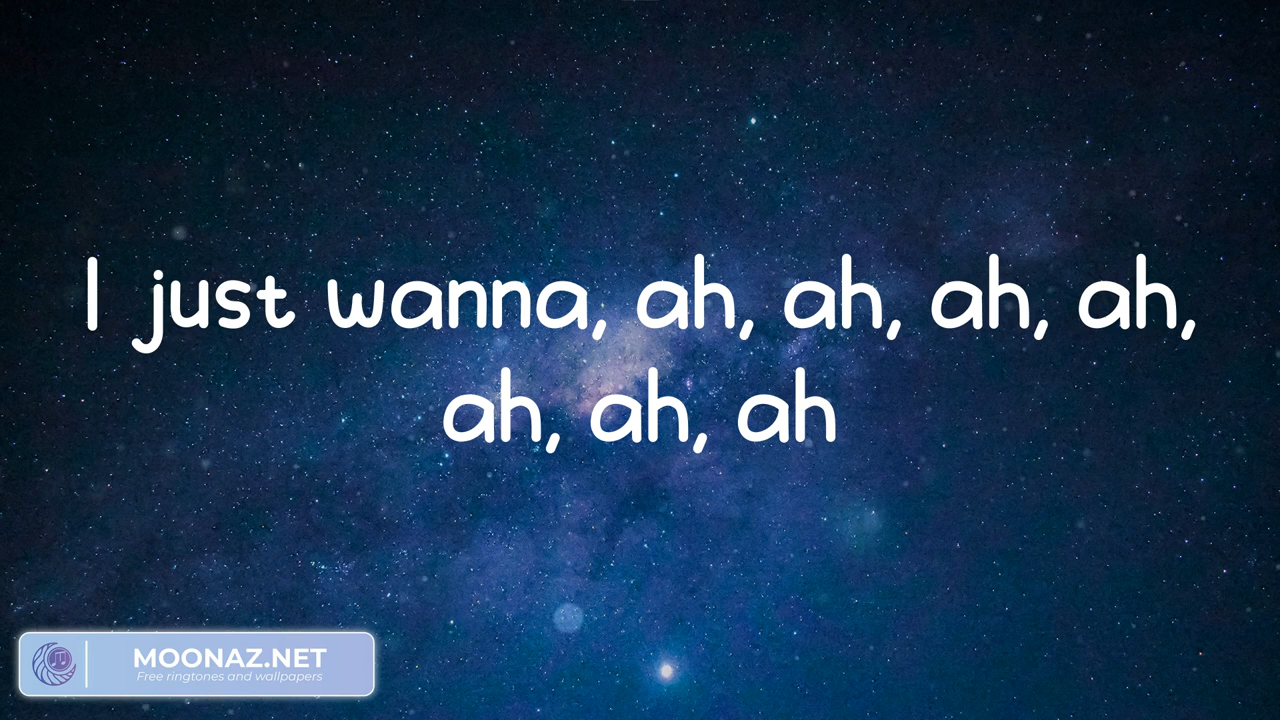 I just wanna, ah, ah, ah, ah,
ah, ah, ah
MOONAZ.NET
Free ringtones and wallpapers